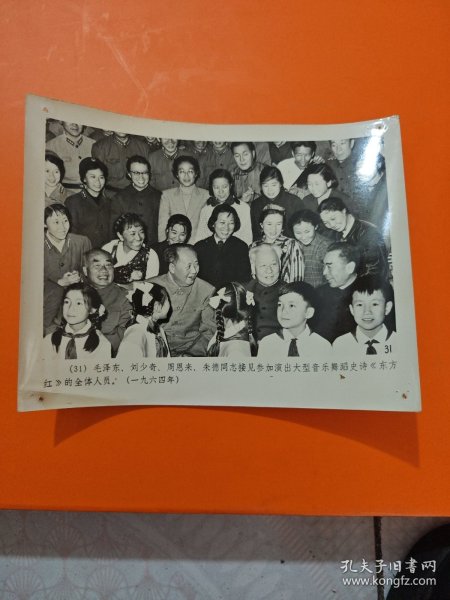 31
(31) 毛泽东、刘少奇、周恩来、朱德同志接见参加演出大型音乐舞蹈史诗《东方
红》的全体人员。(一九六四年)
孔夫子旧书网
www.kongfz.com